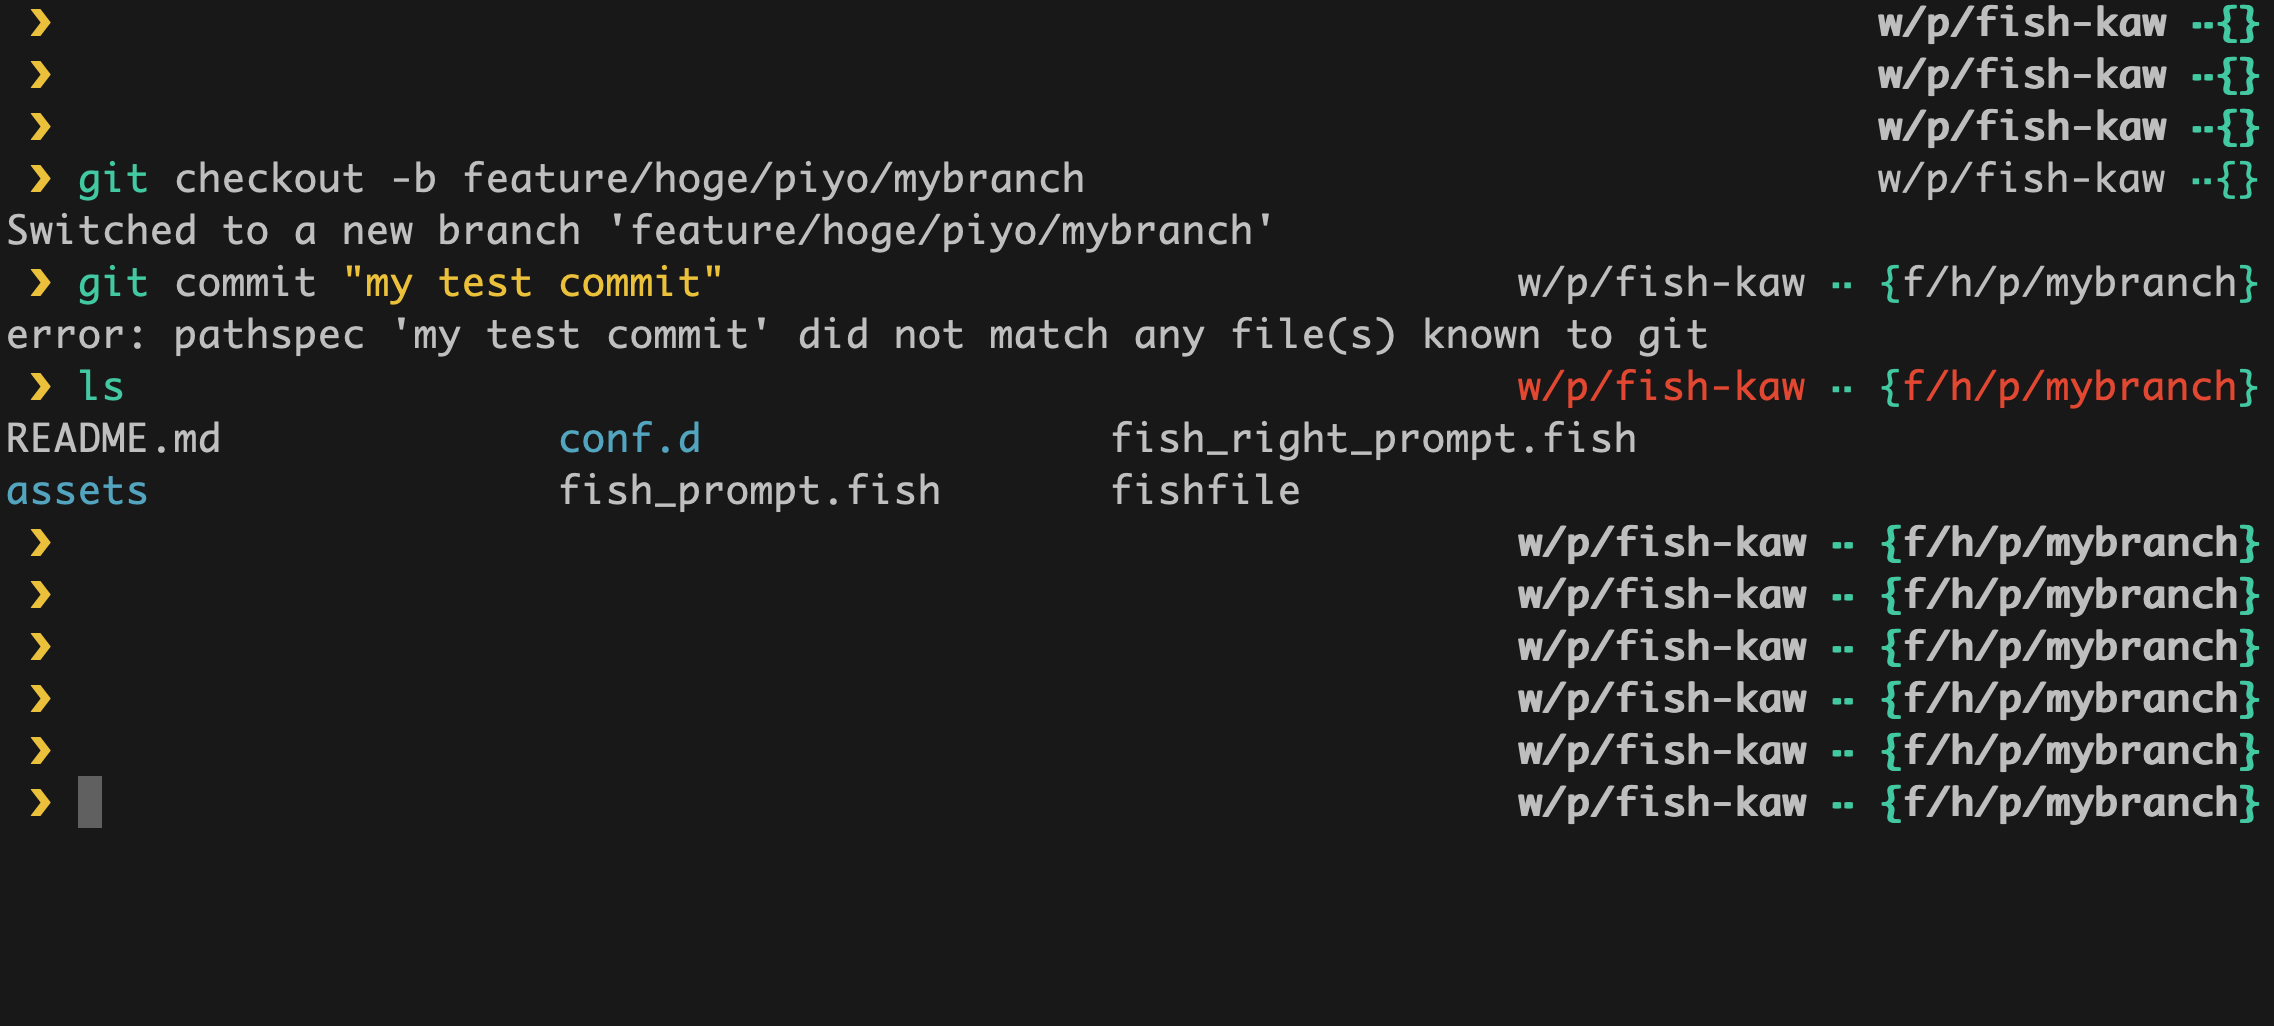 ❯ w/p/fish-kaw ··{}
❯ w/p/fish-kaw ··{}
❯ w/p/fish-kaw ··{}
❯ git checkout -b feature/hoge/piyo/mybranch w/p/fish-kaw ··{}
Switched to a new branch 'feature/hoge/piyo/mybranch'
❯ git commit "my test commit" w/p/fish-kaw ·· {f/h/p/mybranch}
error: pathspec 'my test commit' did not match any file(s) known to git
❯ ls w/p/fish-kaw ·· {f/h/p/mybranch}
README.md conf.d fish_right_prompt.fish
assets fish_prompt.fish fishfile
❯ w/p/fish-kaw ·· {f/h/p/mybranch}
❯ w/p/fish-kaw ·· {f/h/p/mybranch}
❯ w/p/fish-kaw ·· {f/h/p/mybranch}
❯ w/p/fish-kaw ·· {f/h/p/mybranch}
❯ w/p/fish-kaw ·· {f/h/p/mybranch}
❯ w/p/fish-kaw ·· {f/h/p/mybranch}